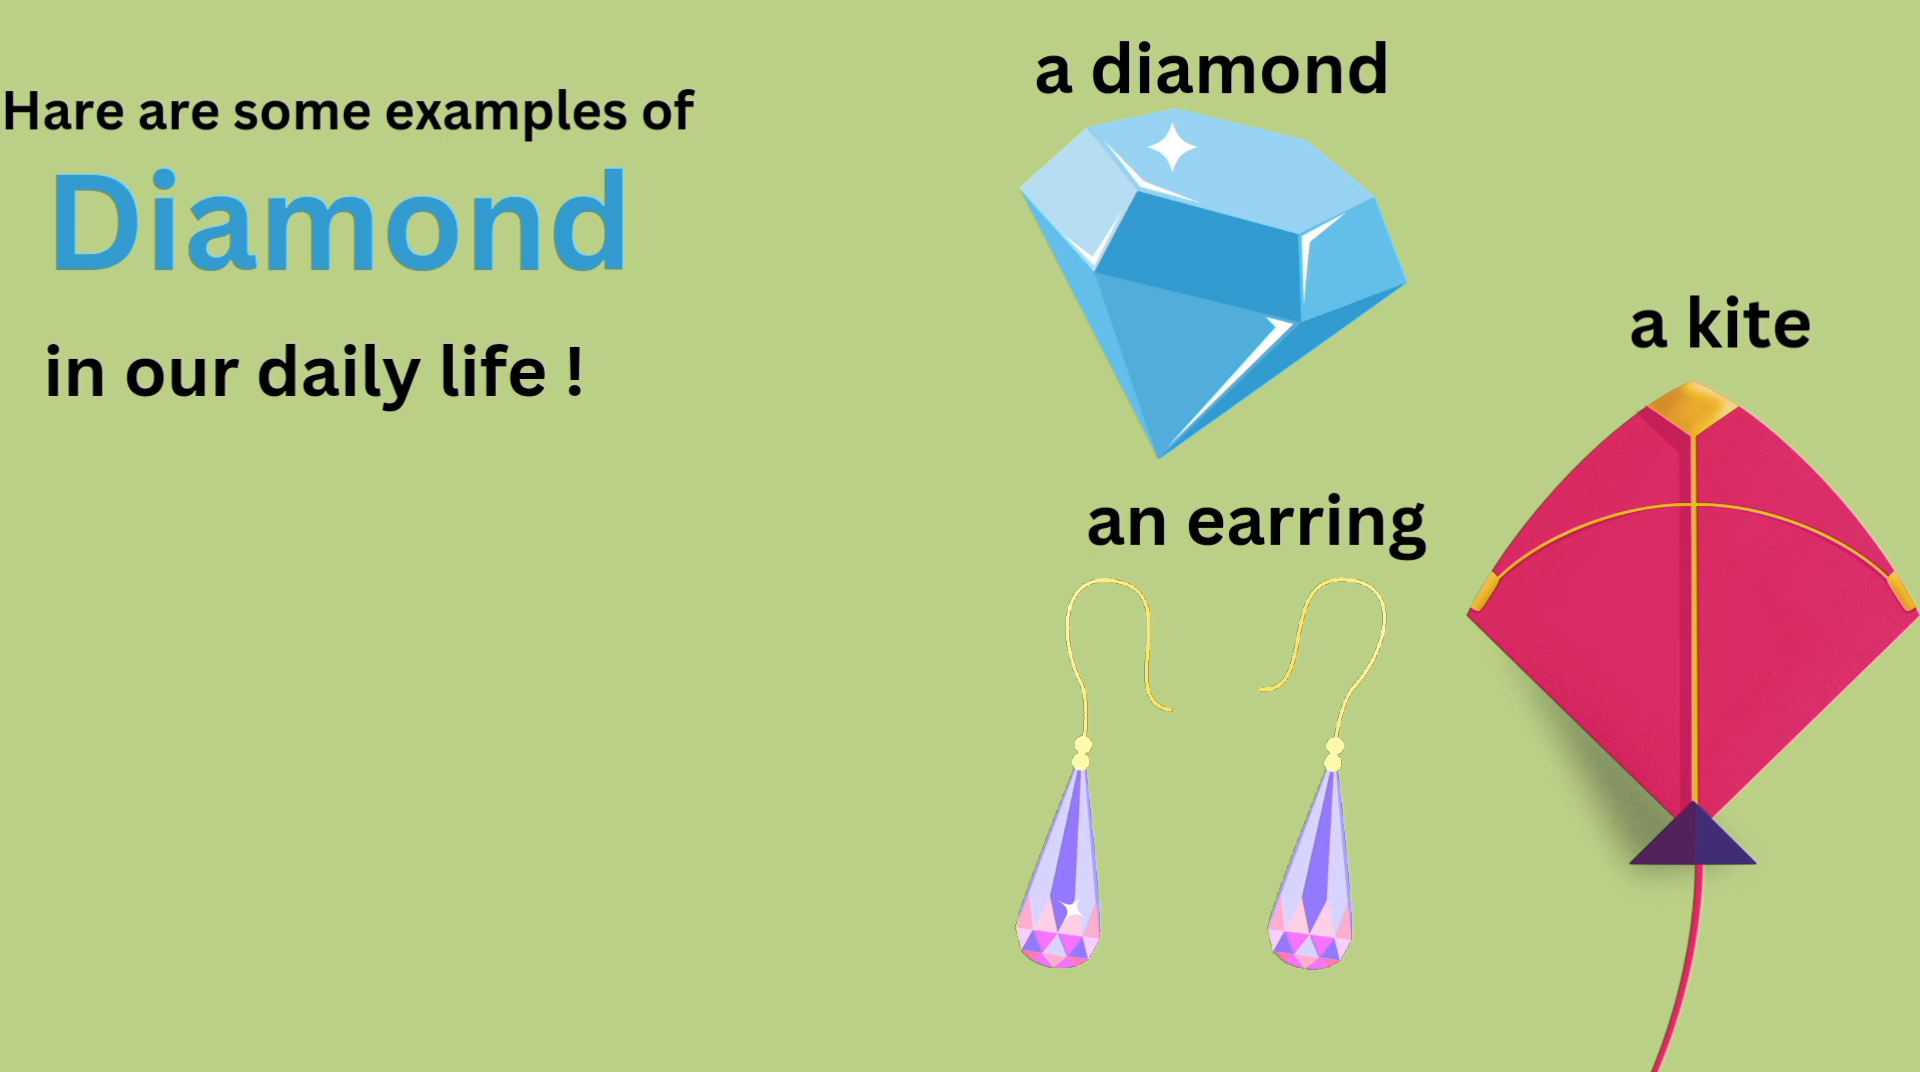 Hare are some examples of
Diamond
in our daily life !
a diamond
a kite
an earring